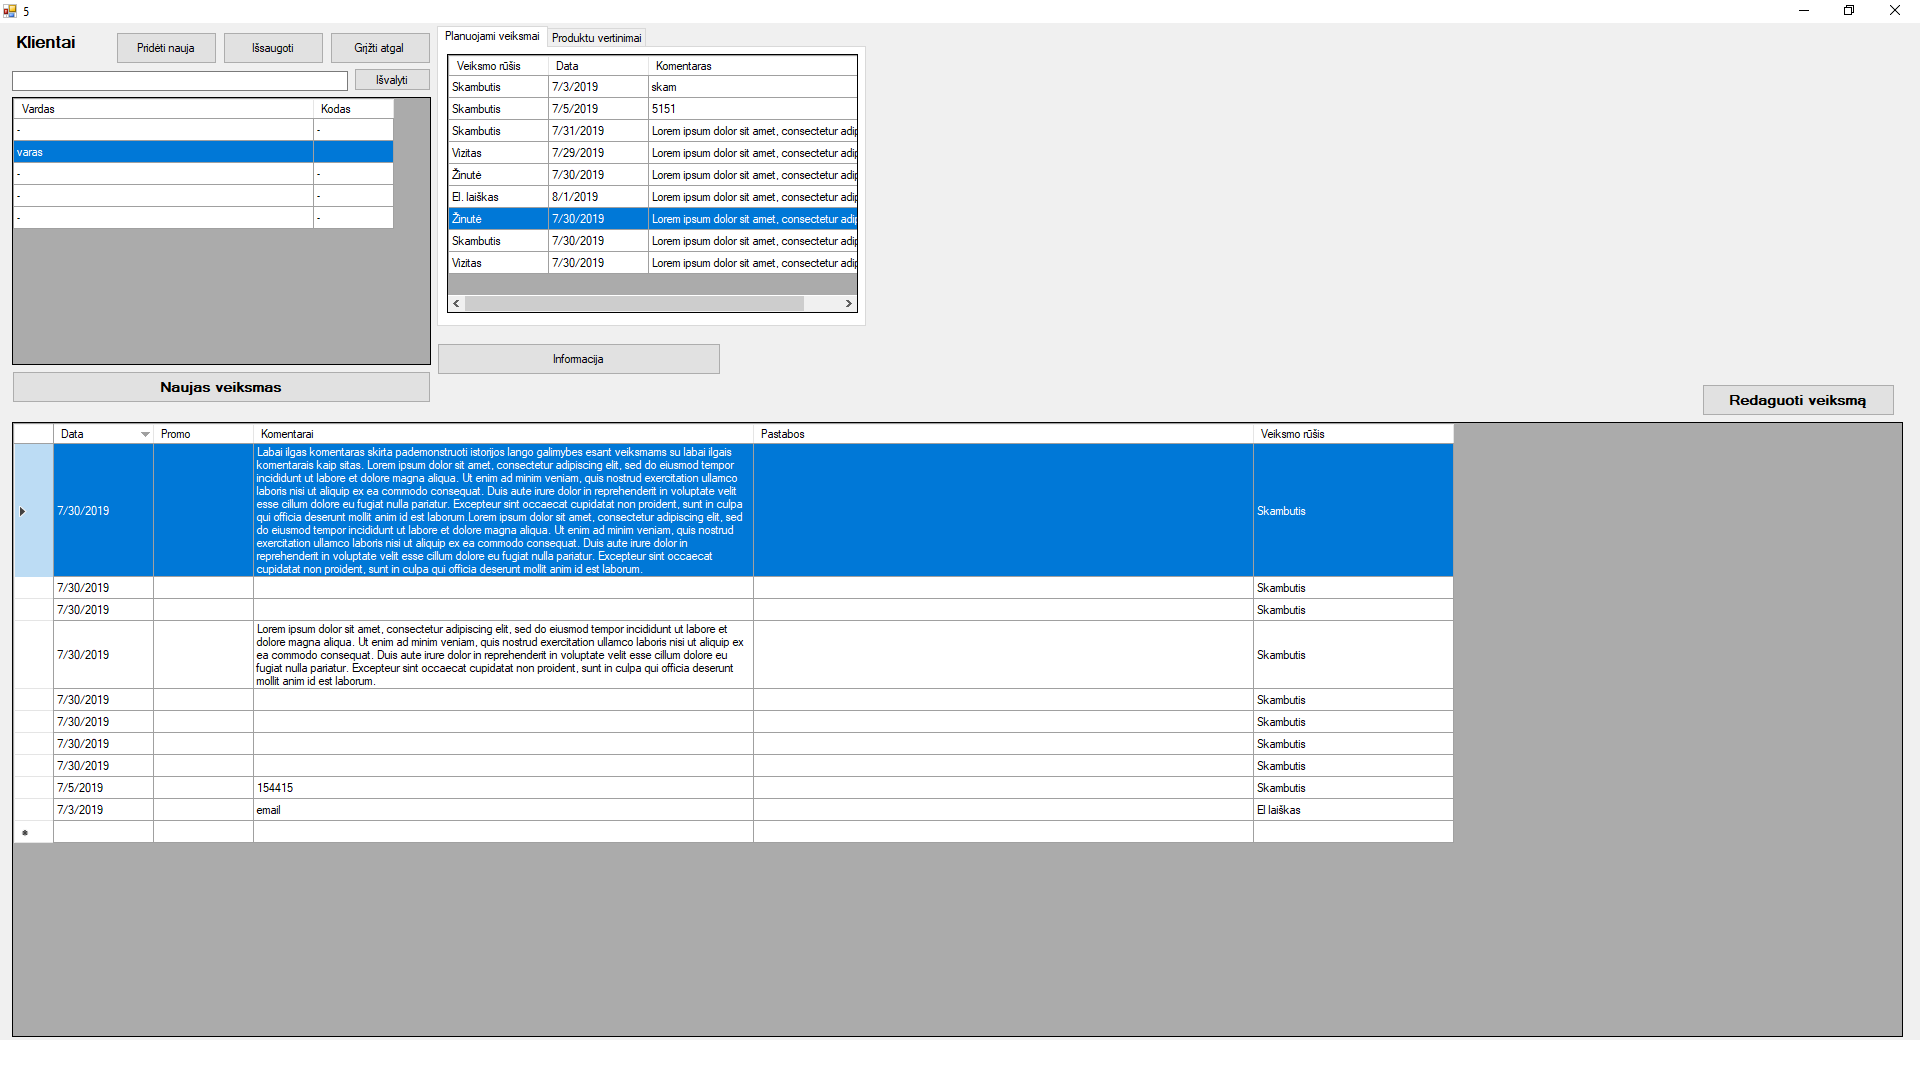 5
Klientai
Pridėti nauja
Išsaugoti
Grįžti atgal
Išvalyti
Vardas Kodas
- -
varas
- -
- -
- -
Naujas veiksmas
Planuojami veiksmai Produktu vertinimai
Veiksmo rūšis Data Komentaras
Skambutis 7/3/2019 skam
Skambutis 7/5/2019 5151
Skambutis 7/31/2019 Lorem ipsum dolor sit amet, consectetur adip
Vizitas 7/29/2019 Lorem ipsum dolor sit amet, consectetur adip
Žinutė 7/30/2019 Lorem ipsum dolor sit amet, consectetur adip
El. laiškas 8/1/2019 Lorem ipsum dolor sit amet, consectetur adip
Žinutė 7/30/2019 Lorem ipsum dolor sit amet, consectetur adip
Skambutis 7/30/2019 Lorem ipsum dolor sit amet, consectetur adip
Vizitas 7/30/2019 Lorem ipsum dolor sit amet, consectetur adip
Informacija
Redaguoti veiksmą
Data Promo Komentarai Pastabos Veiksmo rūšis
Labai ilgas komentaras skirta pademonstruoti istorijos lango galimybes esant veiksmams su labai ilgais
komentarais kaip sitas. Lorem ipsum dolor sit amet, consectetur adipiscing elit, sed do eiusmod tempor
incididunt ut labore et dolore magna aliqua. Ut enim ad minim veniam, quis nostrud exercitation ullamco
laboris nisi ut aliquip ex ea commodo consequat. Duis aute irure dolor in reprehenderit in voluptate velit
esse cillum dolore eu fugiat nulla pariatur. Excepteur sint occaecat cupidatat non proident, sunt in culpa
7/30/2019 qui officia deserunt mollit anim id est laborum.Lorem ipsum dolor sit amet, consectetur adipiscing elit, sed Skambutis
do eiusmod tempor incididunt ut labore et dolore magna aliqua. Ut enim ad minim veniam, quis nostrud
exercitation ullamco laboris nisi ut aliquip ex ea commodo consequat. Duis aute irure dolor in
reprehenderit in voluptate velit esse cillum dolore eu fugiat nulla pariatur. Excepteur sint occaecat
cupidatat non proident, sunt in culpa qui officia deserunt mollit anim id est laborum.
7/30/2019 Skambutis
7/30/2019 Skambutis
Lorem ipsum dolor sit amet, consectetur adipiscing elit, sed do eiusmod tempor incididunt ut labore et
dolore magna aliqua. Ut enim ad minim veniam, quis nostrud exercitation ullamco laboris nisi ut aliquip ex
7/30/2019 ea commodo consequat. Duis aute irure dolor in reprehenderit in voluptate velit esse cillum dolore eu Skambutis
fugiat nulla pariatur. Excepteur sint occaecat cupidatat non proident, sunt in culpa qui officia deserunt
mollit anim id est laborum.
7/30/2019 Skambutis
7/30/2019 Skambutis
7/30/2019 Skambutis
7/30/2019 Skambutis
7/5/2019 154415 Skambutis
7/3/2019 email El laiškas